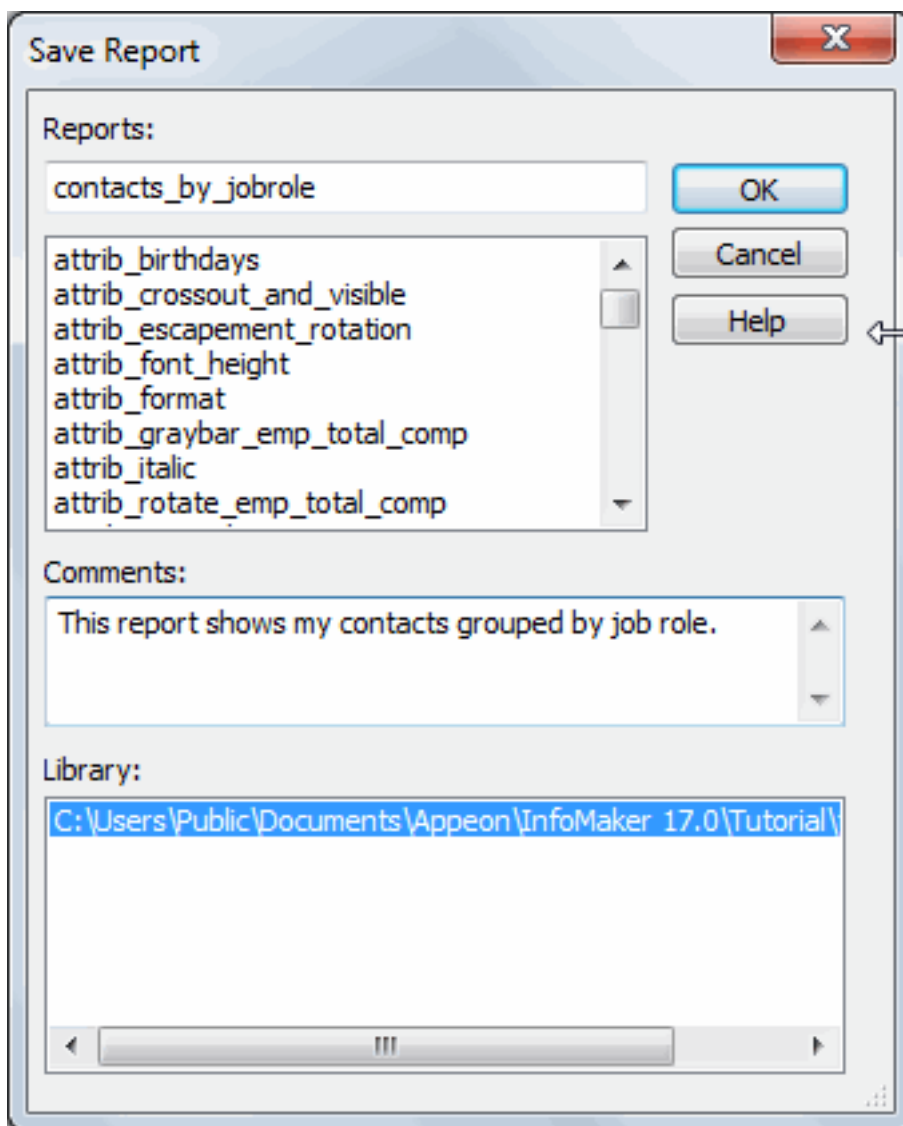 Save Report
Reports:
contacts_by_jobrole
OK
attrib_birthdays
attrib_crossout_and_visible
attrib_escapement_rotation
attrib_font_height
attrib_format
attrib_graybar_emp_total_comp
attrib_italic
attrib_rotate_emp_total_comp
Cancel
Help
Comments:
This report shows my contacts grouped by job role.
Library:
C:\Users\Public\Documents\Appeon\InfoMaker 17.0\Tutorial\